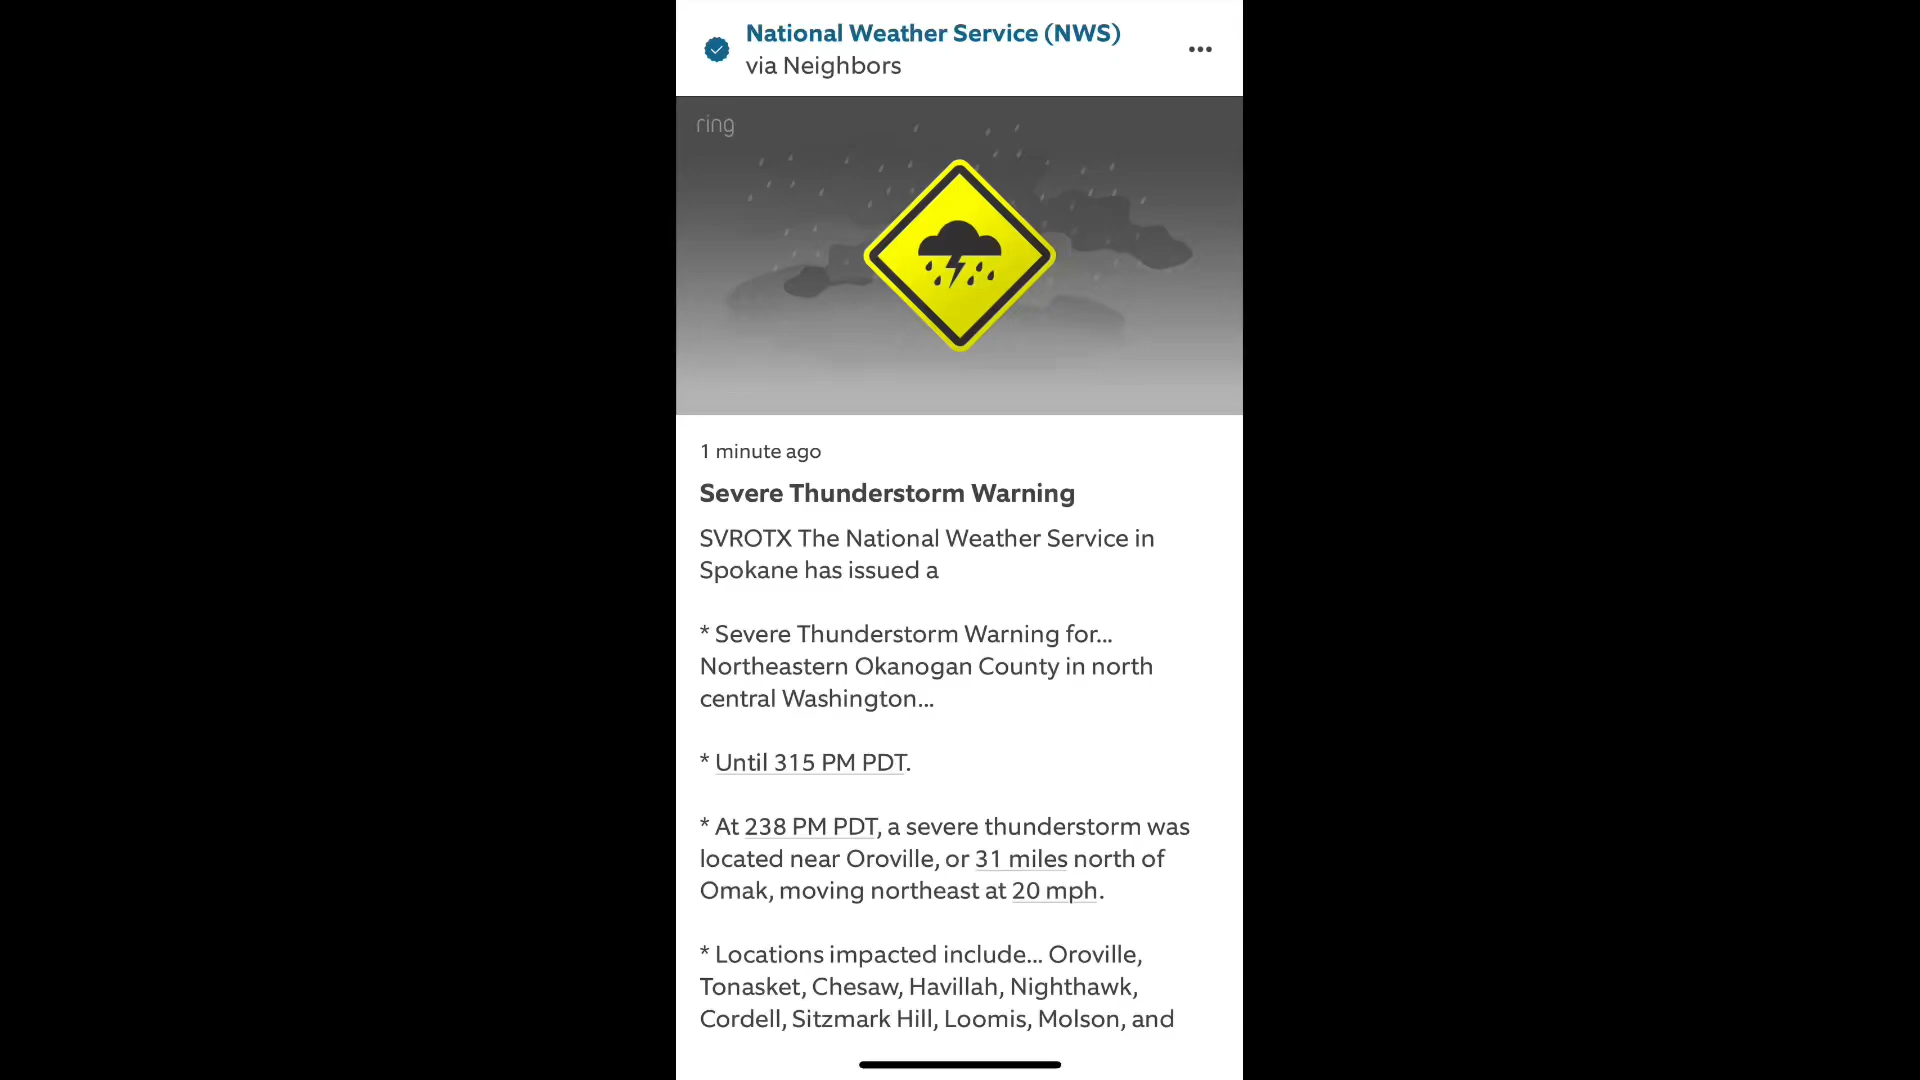 National Weather Service (NWS)
via Neighbors
ring
1 minute ago
Severe Thunderstorm Warning
SVROTX The National Weather Service in
Spokane has issued a
* Severe Thunderstorm Warning for...
Northeastern Okanogan County in north
central Washington...
* Until 315 PM PDT.
* At 238 PM PDT, a severe thunderstorm was
located near Oroville, or 31 miles north of
Omak, moving northeast at 20 mph.
* Locations impacted include... Oroville,
Tonasket, Chesaw, Havillah, Nighthawk,
Cordell, Sitzmark Hill, Loomis, Molson, and